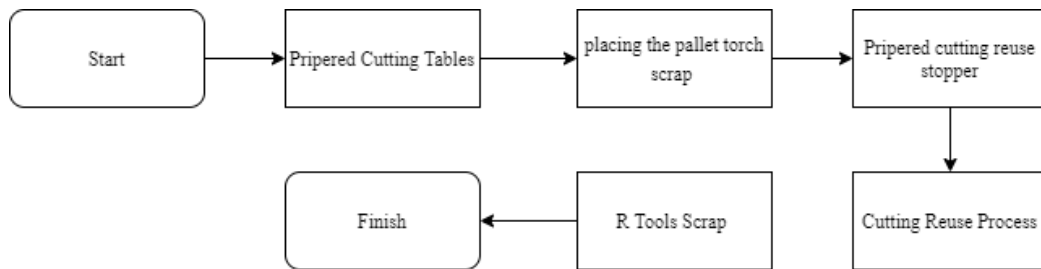 Start
Pripered Cutting Tables
placing the pallet torch
scrap
Pripered cutting reuse
stopper
Finish
R Tools Scrap
Cutting Reuse Process